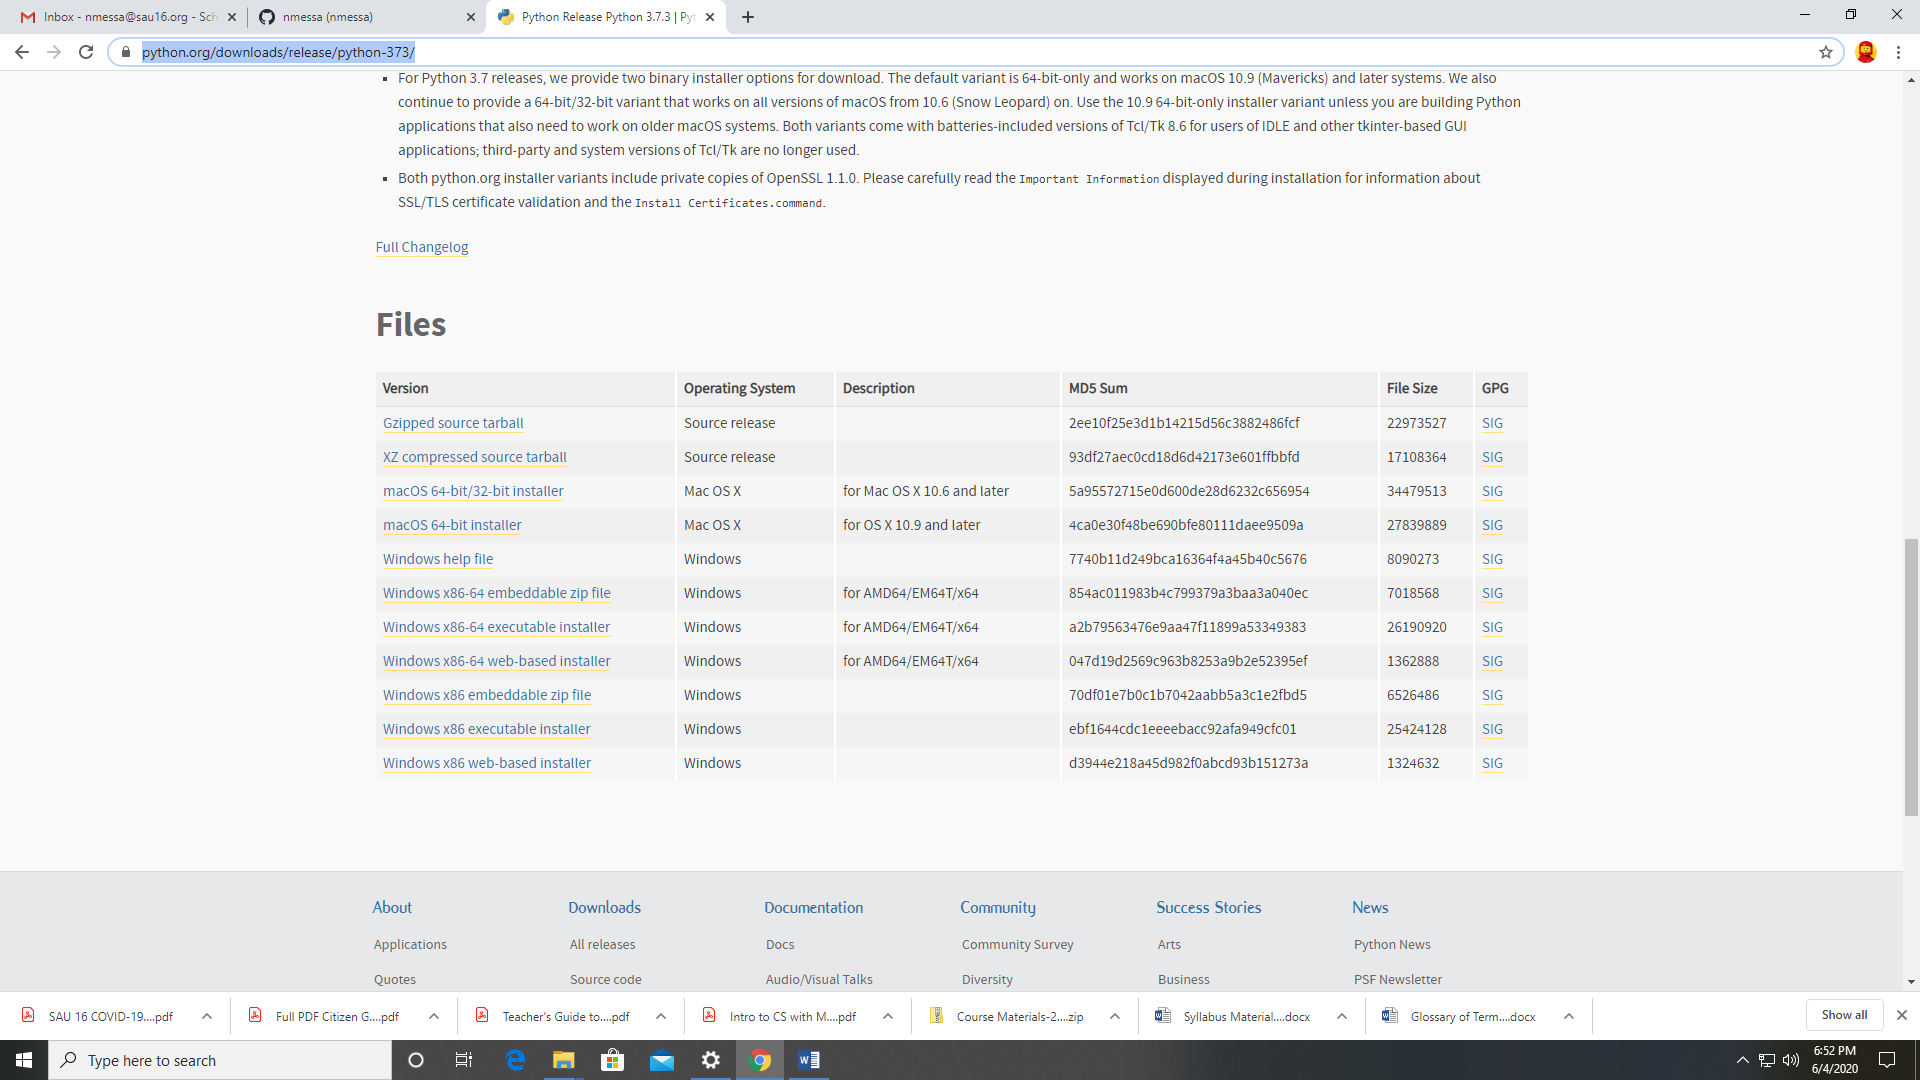 Inbox - nmessa@sau16.org - Sch
nmessa (nmessa)
Python Release Python 3.7.3 | Pyt
python.org/downloads/release/python-373/
For Python 3.7 releases, we provide two binary installer options for download. The default variant is 64-bit-only and works on macOS 10.9 (Mavericks) and later systems. We also
continue to provide a 64-bit/32-bit variant that works on all versions of macOS from 10.6 (Snow Leopard) on. Use the 10.9 64-bit-only installer variant unless you are building Python
applications that also need to work on older macOS systems. Both variants come with batteries-included versions of Tcl/Tk 8.6 for users of IDLE and other tkinter-based GUI
applications; third-party and system versions of Tcl/Tk are no longer used.
Both python.org installer variants include private copies of OpenSSL 1.1.0. Please carefully read the Important Information displayed during installation for information about
SSL/TLS certificate validation and the Install Certificates.command.
Full Changelog
Files
Version Operating System Description MD5 Sum File Size GPG
Gzipped source tarball Source release 2ee10f25e3d1b14215d56c3882486fcf 22973527 SIG
XZ compressed source tarball Source release 93df27aec0cd18d6d42173e601ffbbfd 17108364 SIG
macOS 64-bit/32-bit installer Mac OS X for Mac OS X 10.6 and later 5a95572715e0d600de28d6232c656954 34479513 SIG
macOS 64-bit installer Mac OS X for OS X 10.9 and later 4ca0e30f48be690bfe80111daee9509a 27839889 SIG
Windows help file Windows 7740b11d249bca16364f4a45b40c5676 8090273 SIG
Windows x86-64 embeddable zip file Windows for AMD64/EM64T/x64 854ac011983b4c799379a3baa3a040ec 7018568 SIG
Windows x86-64 executable installer Windows for AMD64/EM64T/x64 a2b79563476e9aa47f11899a53349383 26190920 SIG
Windows x86-64 web-based installer Windows for AMD64/EM64T/x64 047d19d2569c963b8253a9b2e52395ef 1362888 SIG
Windows x86 embeddable zip file Windows 70df01e7b0c1b7042aabb5a3c1e2fbd5 6526486 SIG
Windows x86 executable installer Windows ebf1644cdc1eeeebacc92afa949cfc01 25424128 SIG
Windows x86 web-based installer Windows d3944e218a45d982f0abcd93b151273a 1324632 SIG
About Downloads Documentation Community Success Stories News
Applications All releases Docs Community Survey Arts Python News
Quotes Source code Audio/Visual Talks Diversity Business PSF Newsletter
SAU 16 COVID-19....pdf Full PDF Citizen G....pdf Teacher's Guide to....pdf Intro to CS with M....pdf Course Materials-2....zip Syllabus Material....docx Glossary of Term....docx Show all
Type here to search
6:52 PM
6/4/2020